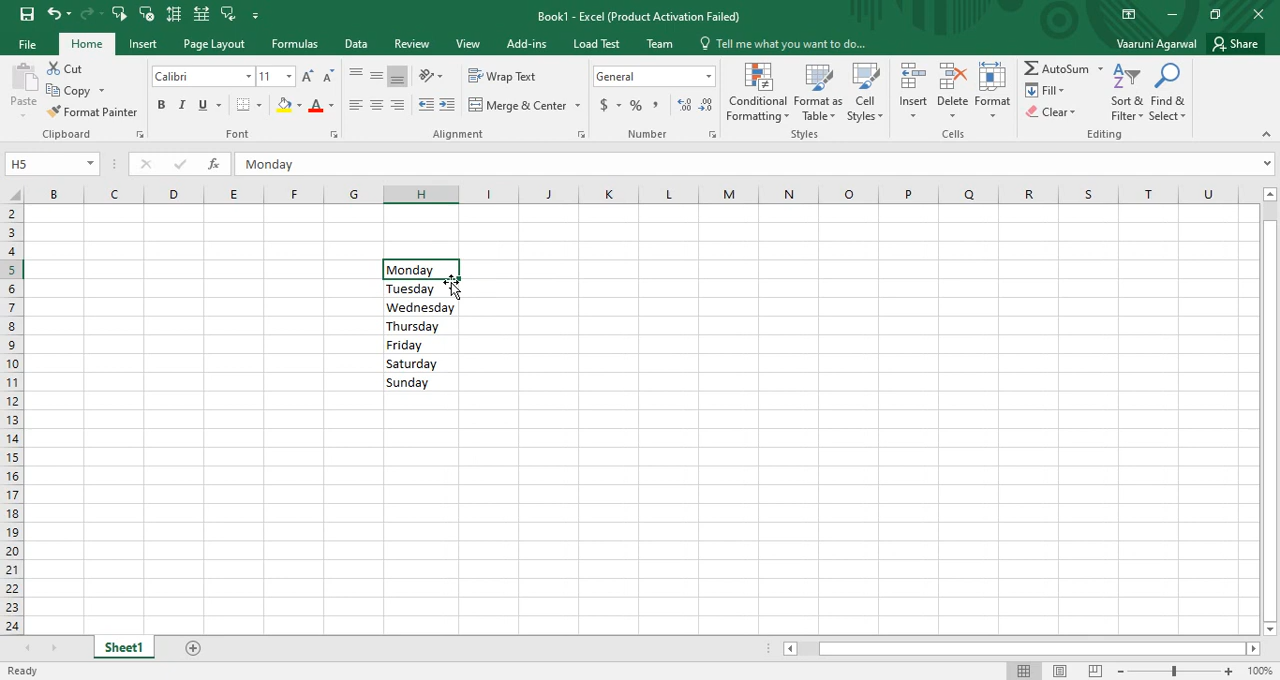 Book1 - Excel (Product Activation Failed)
File Home Insert Page Layout Formulas Data Review View Add-ins Load Test Team Tell me what you want to do... Vaaruni Agarwal Share
Paste
Cut
Copy
Format Painter
Clipboard
Calibri 11
B I U A
Font
Wrap Text
Merge & Center
Alignment
General
$ % ,
Number
Conditional Formatting
Format as Table
Cell Styles
Styles
Insert Delete Format
Cells
AutoSum
Fill
Clear
Sort & Filter
Find & Select
Editing
H5 fx Monday
B C D E F G H I J K L M N O P Q R S T U
2
3
4
5 Monday
6 Tuesday
7 Wednesday
8 Thursday
9 Friday
10 Saturday
11 Sunday
12
13
14
15
16
17
18
19
20
21
22
23
24
Sheet1
Ready 100%